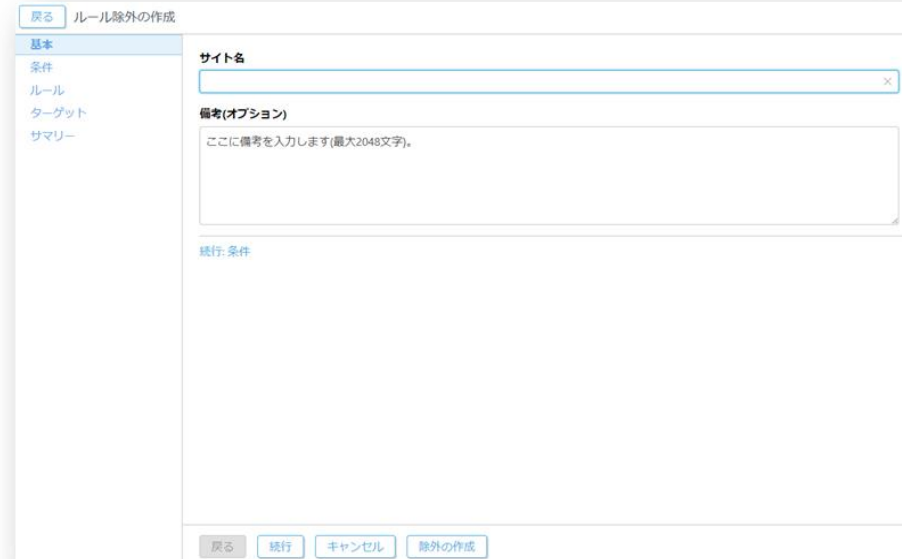 戻る ルール除外の作成
基本
条件
ルール
ターゲット
サマリー
サイト名
備考(オプション)
ここに備考を入力します(最大2048文字)。
続行: 条件
戻る 続行 キャンセル 除外の作成